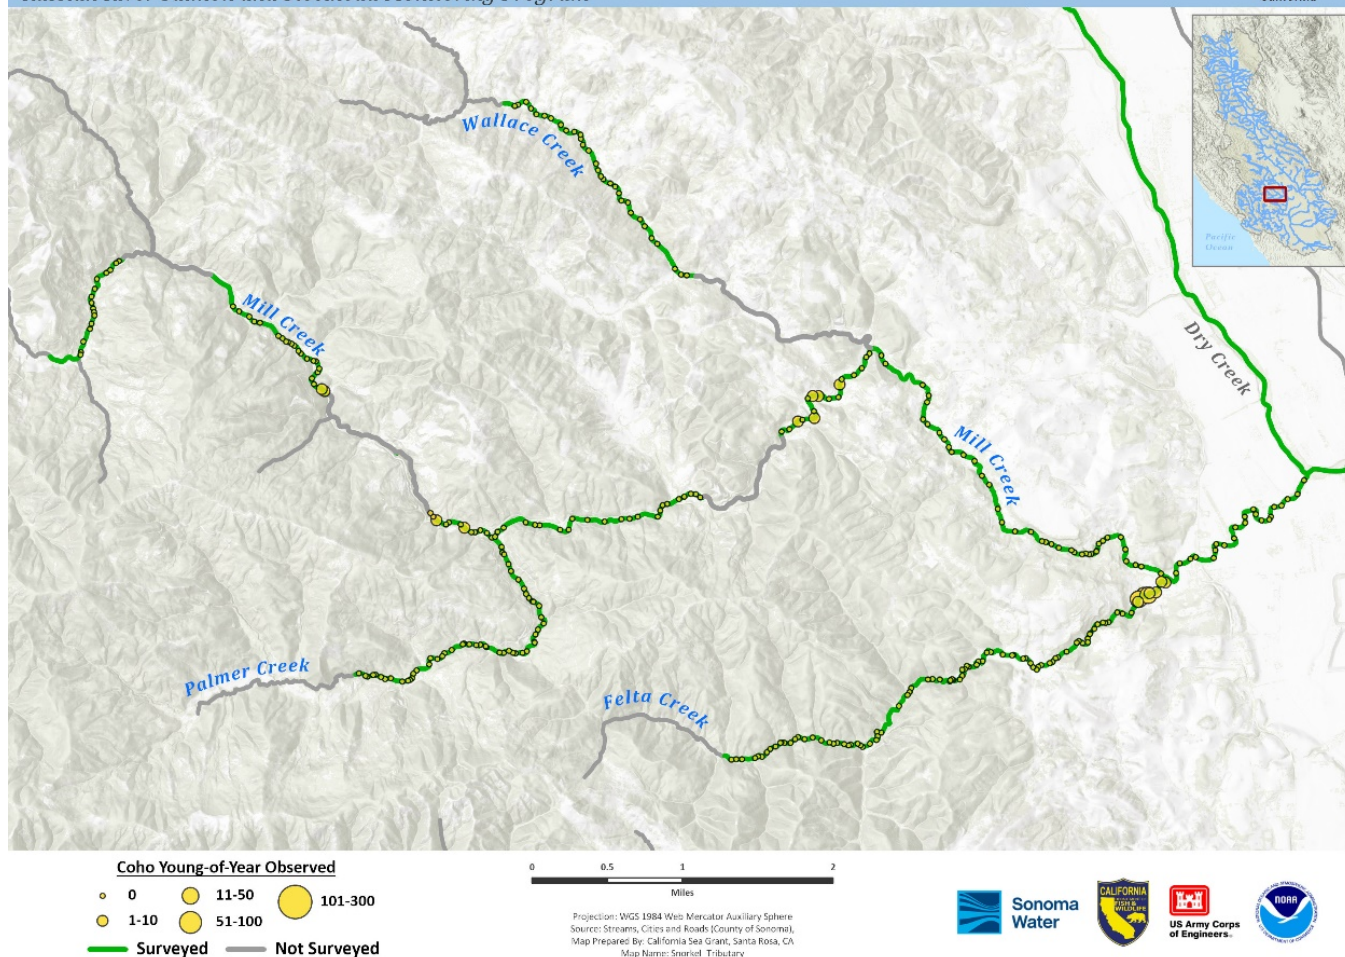 California
Wallace Creek
Mill Creek
Dry Creek
Mill Creek
Palmer Creek
Felta Creek
Pacific
Ocean
Coho Young-of-Year Observed
0
11-50
101-300
1-10
51-100
Surveyed
Not Surveyed
0 0.5 1 2
Miles
Projection: WGS 1984 Web Mercator Auxiliary Sphere
Source: Streams, Cities and Roads (County of Sonoma),
Map Prepared By: California Sea Grant, Santa Rosa, CA
Map Name: Snorkel_Tributary
Sonoma
Water
CALIFORNIA
FISH &
WILDLIFE
US Army Corps
of Engineers®
NOAA